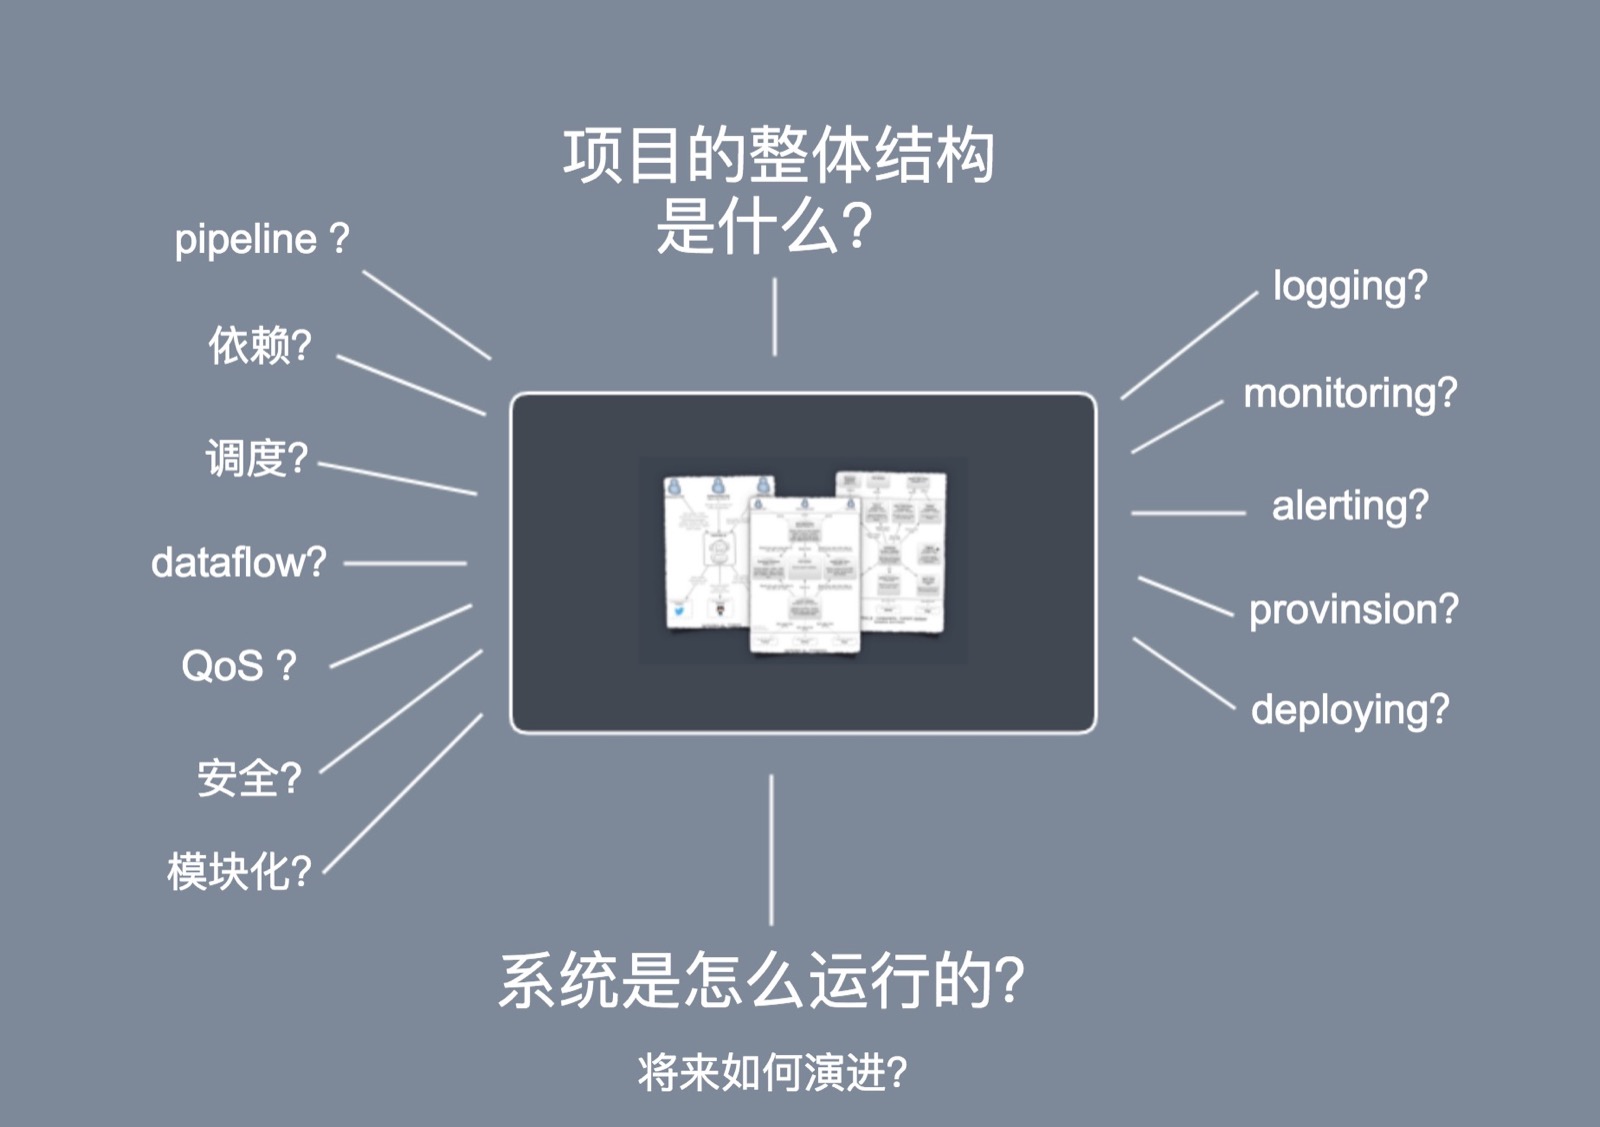 项目的整体结构
是什么?
pipeline ?
依赖?
调度?
dataflow?
QoS ?
安全?
模块化?
logging?
monitoring?
alerting?
provinsion?
deploying?
系统是怎么运行的?
将来如何演进?